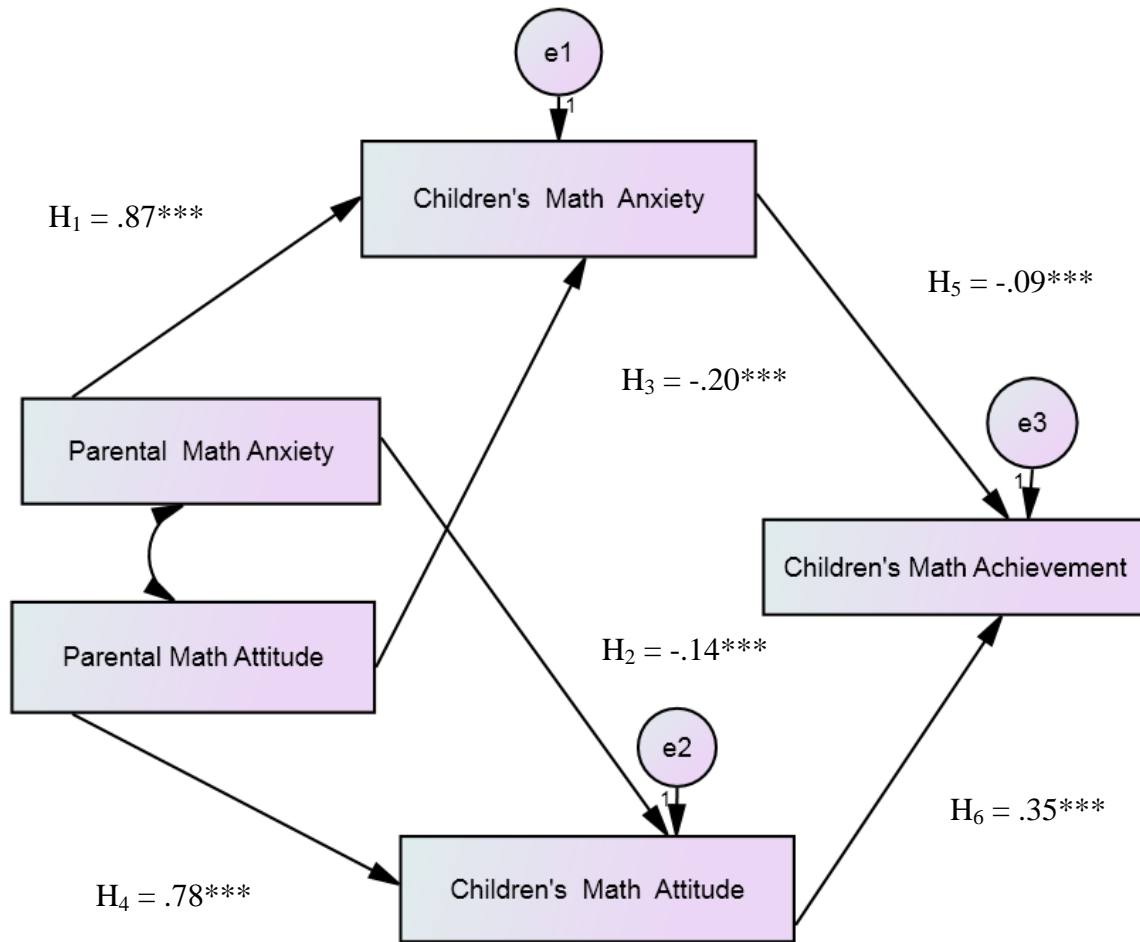 e1
1
Children's Math Anxiety
H₁ = .87***
H₅ = -.09***
H₃ = -.20***
e3
1
Parental Math Anxiety
Children's Math Achievement
Parental Math Attitude
H₂ = -.14***
e2
1
H₆ = .35***
Children's Math Attitude
H₄ = .78***